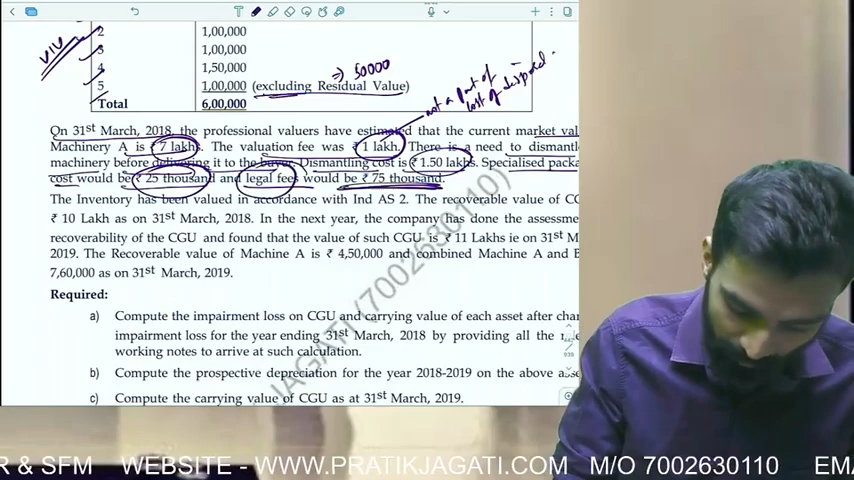 2 1,00,000
3 1,00,000
4 1,50,000
5 1,00,000 (excluding Residual Value)
Total 6,00,000
VIV
=) 50000
not a part of
cost of disposal.
On 31st March, 2018, the professional valuers have estimated that the current market val
Machinery A is ₹ 7 lakhs. The valuation fee was ₹ 1 lakh. There is a need to dismantl
machinery before delivering it to the buyer. Dismantling cost is ₹ 1.50 lakhs. Specialised packa
cost would be ₹ 25 thousand and legal fees would be ₹ 75 thousand.
The Inventory has been valued in accordance with Ind AS 2. The recoverable value of CG
₹ 10 Lakh as on 31st March, 2018. In the next year, the company has done the assessme
recoverability of the CGU and found that the value of such CGU is ₹ 11 Lakhs ie on 31st M
2019. The Recoverable value of Machine A is ₹ 4,50,000 and combined Machine A and B
7,60,000 as on 31st March, 2019.
Required:
a) Compute the impairment loss on CGU and carrying value of each asset after char
impairment loss for the year ending 31st March, 2018 by providing all the
working notes to arrive at such calculation.
b) Compute the prospective depreciation for the year 2018-2019 on the above asse
c) Compute the carrying value of CGU as at 31st March, 2019.
JAGATI (7002630110)
R & SFM WEBSITE - WWW.PRATIKJAGATI.COM M/O 7002630110 EMA